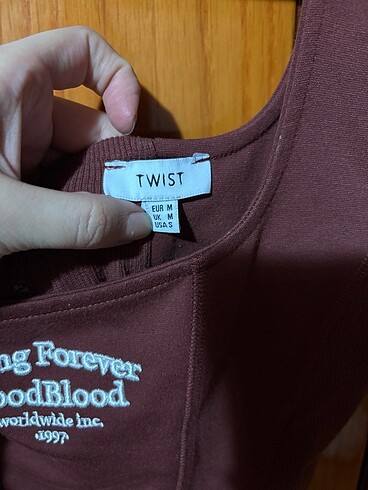 TWIST
EUR M
UK M
USA S
ng Forever
oodBlood
worldwide inc.
·1997·